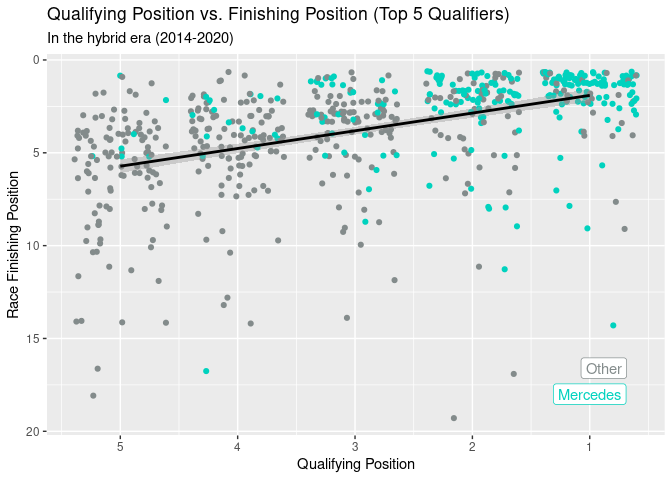 Qualifying Position vs. Finishing Position (Top 5 Qualifiers)
In the hybrid era (2014-2020)
0
5
10
15
20
Race Finishing Position
Other
Mercedes
5 4 3 2 1
Qualifying Position